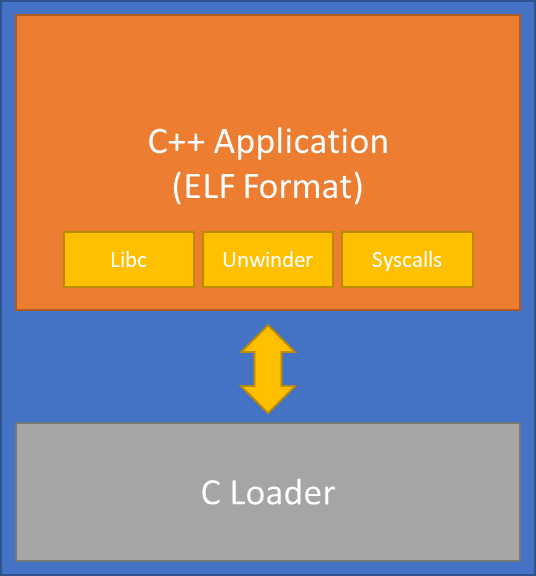 C++ Application
(ELF Format)
Libc
Unwinder
Syscalls
C Loader